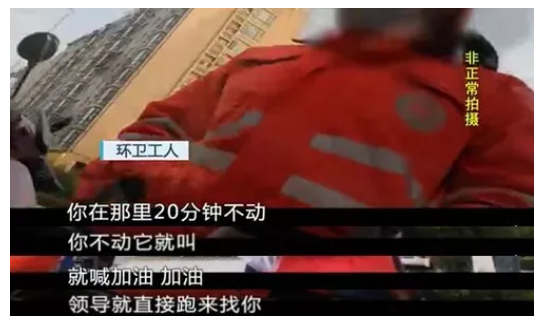 非正常拍摄
环卫工人
你在那里20分钟不动
你不动它就叫
就喊加油 加油
领导就直接跑来找你